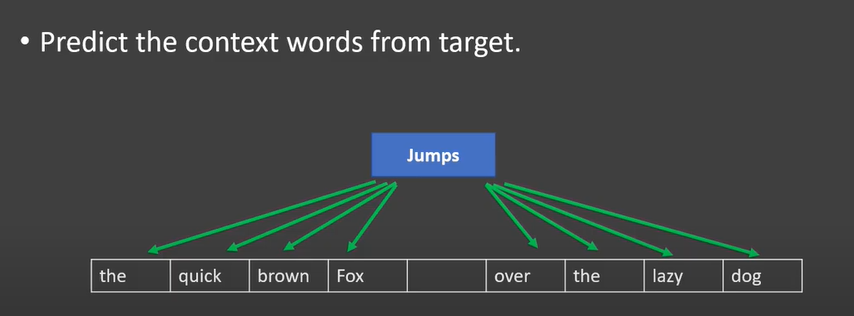 • Predict the context words from target.
Jumps
the quick brown Fox over the lazy dog